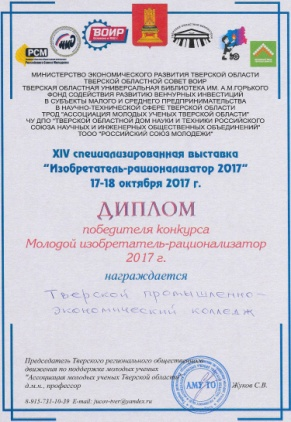 РСМ
ВОИР
МИНИСТЕРСТВО ЭКОНОМИЧЕСКОГО РАЗВИТИЯ ТВЕРСКОЙ ОБЛАСТИ
ТВЕРСКОЙ ОБЛАСТНОЙ СОВЕТ ВОИР
ТВЕРСКАЯ ОБЛАСТНАЯ УНИВЕРСАЛЬНАЯ БИБЛИОТЕКА ИМ. А.М.ГОРЬКОГО
ФОНД СОДЕЙСТВИЯ РАЗВИТИЮ ВЕНЧУРНЫХ ИНВЕСТИЦИЙ
В СУБЪЕКТЫ МАЛОГО И СРЕДНЕГО ПРЕДПРИНИМАТЕЛЬСТВА
В НАУЧНО-ТЕХНИЧЕСКОЙ СФЕРЕ ТВЕРСКОЙ ОБЛАСТИ
ТРОД "АССОЦИАЦИЯ МОЛОДЫХ УЧЕНЫХ ТВЕРСКОЙ ОБЛАСТИ"
ЧУ ДПО "ТВЕРСКОЙ ОБЛАСТНОЙ ДОМ НАУКИ И ТЕХНИКИ РОССИЙСКОГО
СОЮЗА НАУЧНЫХ И ИНЖЕНЕРНЫХ ОБЩЕСТВЕННЫХ ОБЪЕДИНЕНИЙ"
ТООО "РОССИЙСКИЙ СОЮЗ МОЛОДЕЖИ"
XIV специализированная выставка
"Изобретатель-рационализатор 2017"
17-18 октября 2017 г.
ДИПЛОМ
победителя конкурса
Молодой изобретатель-рационализатор
2017 г.
награждается
Тверской промышленно-
экономический колледж
Председатель Тверского регионального общественного
движения по поддержке молодых ученых
"Ассоциация молодых ученых Тверской области"
д.м.н., профессор
АМУ ТО
Жуков С.В.
8-915-731-10-39 E-mail: jucov-tver@yandex.ru